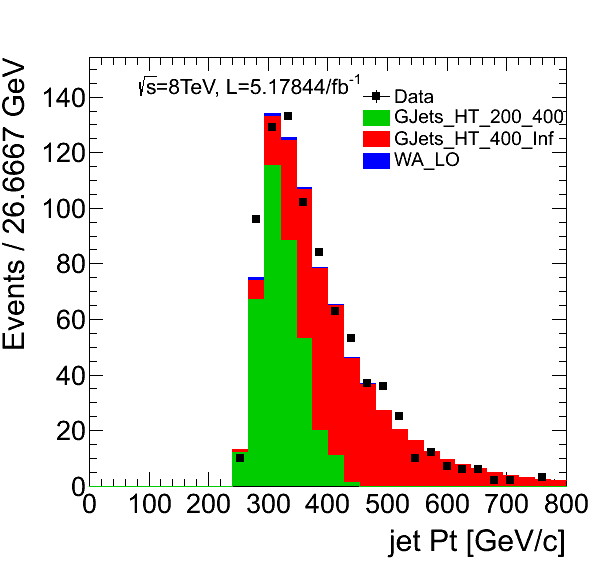 √s=8TeV, L=5.17844/fb⁻¹
Data
GJets_HT_200_400
GJets_HT_400_Inf
WA_LO
Events / 26.6667 GeV
140
120
100
80
60
40
20
0
0 100 200 300 400 500 600 700 800
jet Pt [GeV/c]